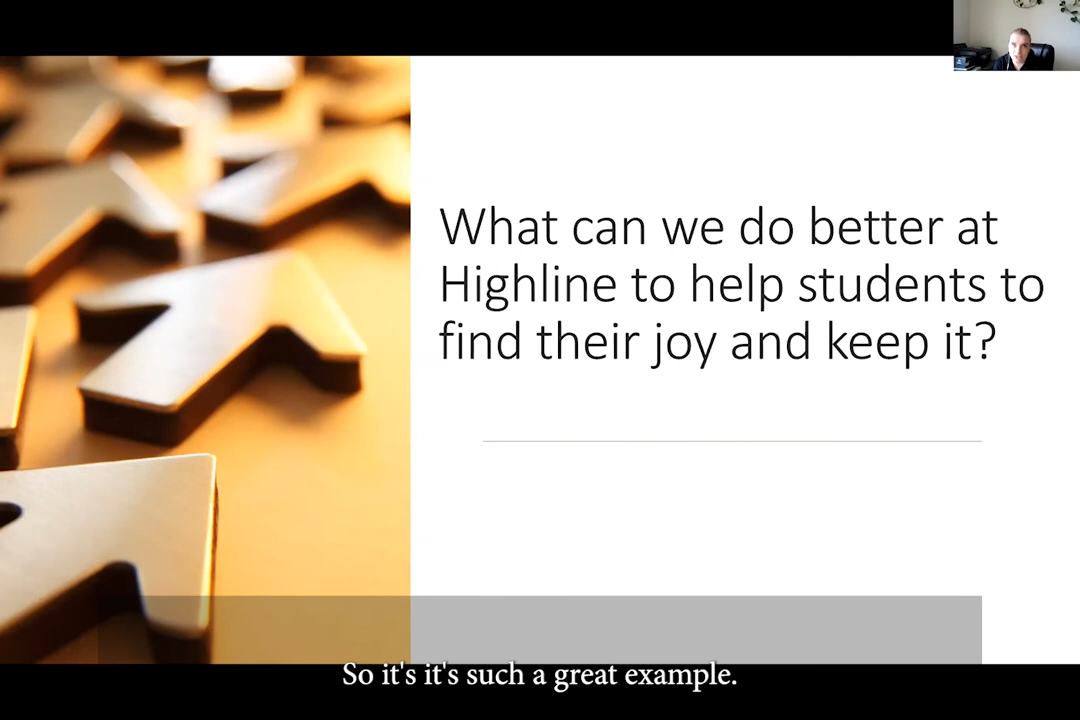 What can we do better at
Highline to help students to
find their joy and keep it?
So it's it's such a great example.